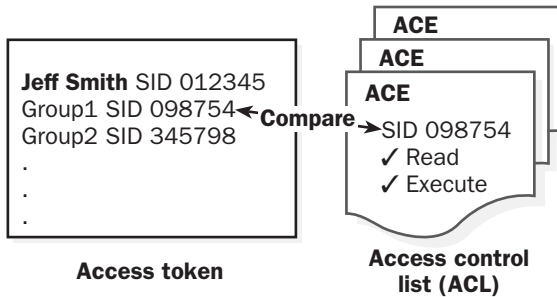 Jeff Smith SID 012345
Group1 SID 098754
Group2 SID 345798
.
.
.
Access token
Compare
ACE
ACE
ACE
SID 098754
✓ Read
✓ Execute
Access control
list (ACL)